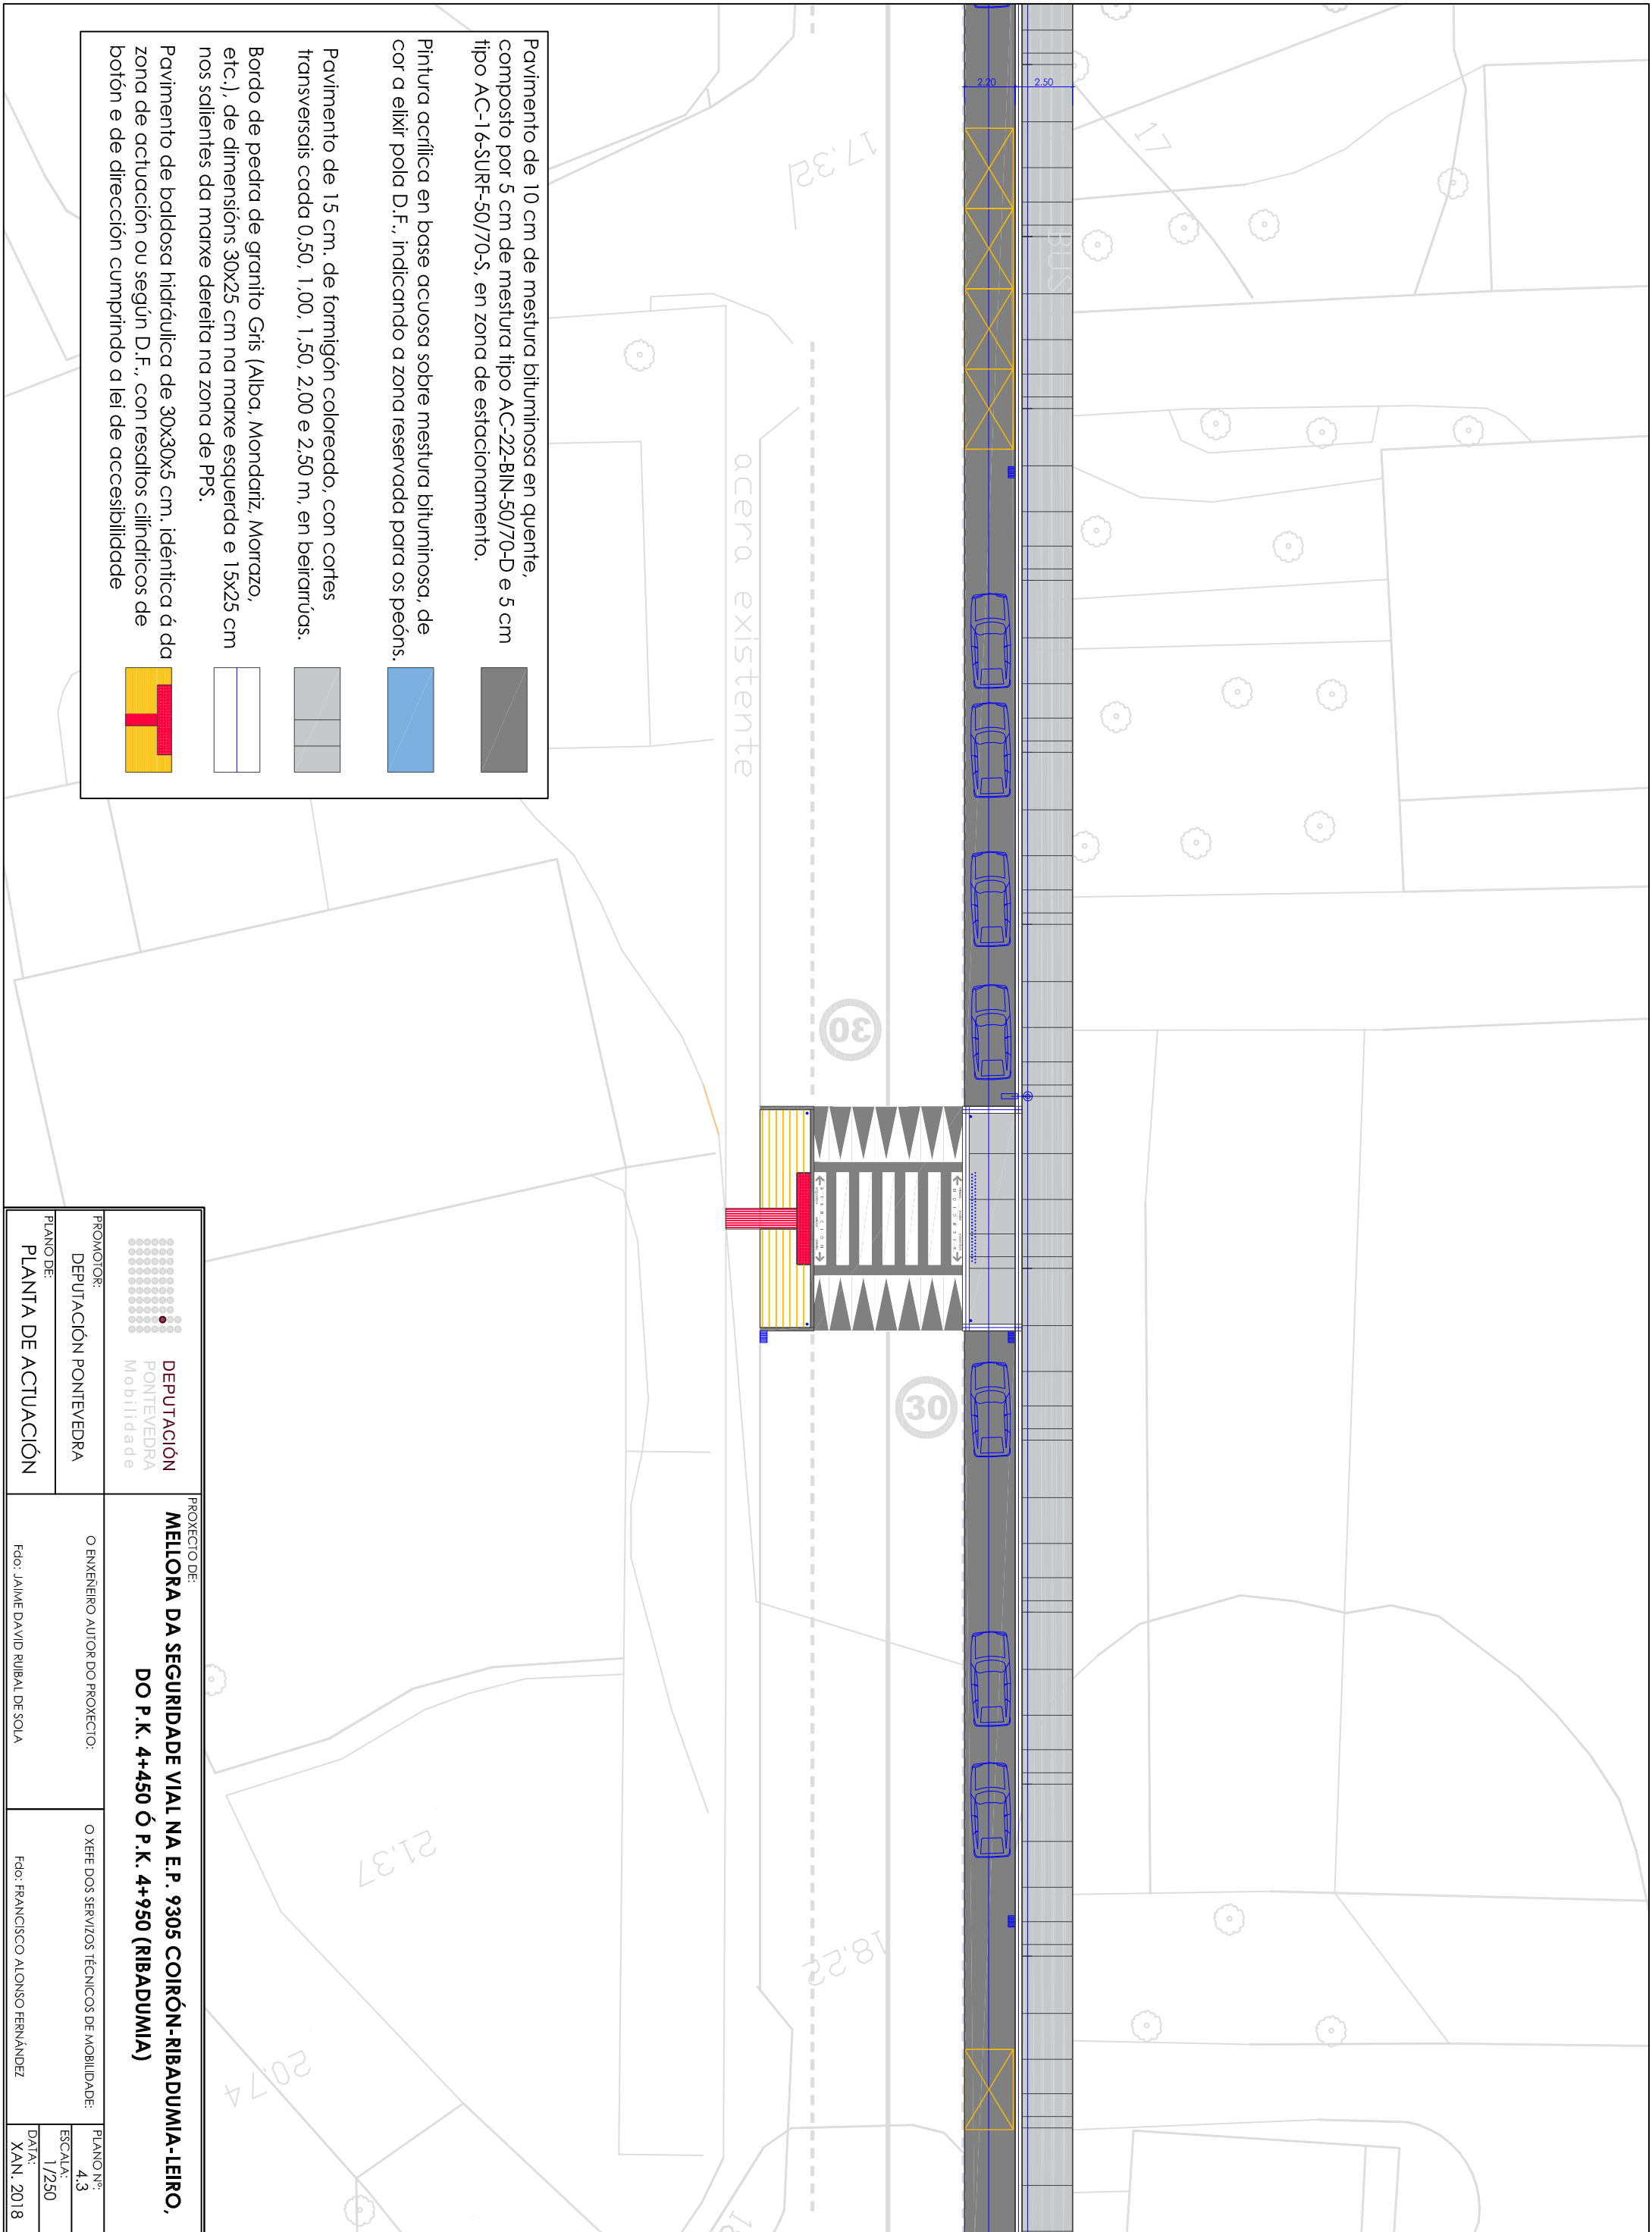 2.20
2.50
17
17,32
BUS
acera existente
30
30
ATENCIÓN
21,37
18,22
20,74
Pavimento de 10 cm de mestura bituminosa en quente,
composto por 5 cm de mestura tipo AC-22-BIN-50/70-D e 5 cm
tipo AC-16-SURF-50/70-S, en zona de estacionamento.
Pintura acrílica en base acuosa sobre mestura bituminosa, de
cor a elixir pola D.F., indicando a zona reservada para os peóns.
Pavimento de 15 cm. de formigón coloreado, con cortes
transversais cada 0,50, 1,00, 1,50, 2,00 e 2,50 m, en beirarrúas.
Bordo de pedra de granito Gris (Alba, Mondariz, Morrazo,
etc.), de dimensións 30x25 cm na marxe esquerda e 15x25 cm
nos salientes da marxe dereita na zona de PPS.
Pavimento de baldosa hidráulica de 30x30x5 cm. idéntica á da
zona de actuación ou según D.F., con resaltos cilíndricos de
botón e de dirección cumprindo a lei de accesibilidade
DEPUTACIÓN
PONTEVEDRA
Mobilidade
PROXECTO DE:
MELLORA DA SEGURIDADE VIAL NA E.P. 9305 COIRÓN-RIBADUMIA-LEIRO,
DO P.K. 4+450 Ó P.K. 4+950 (RIBADUMIA)
PROMOTOR:
DEPUTACIÓN PONTEVEDRA
PLANO DE:
PLANTA DE ACTUACIÓN
O ENXEÑEIRO AUTOR DO PROXECTO:
Fdo: JAIME DAVID RUIBAL DE SOLA
O XEFE DOS SERVIZOS TÉCNICOS DE MOBILIDADE:
Fdo: FRANCISCO ALONSO FERNÁNDEZ
PLANO Nº:
4.3
ESCALA:
1/250
DATA:
XAN. 2018